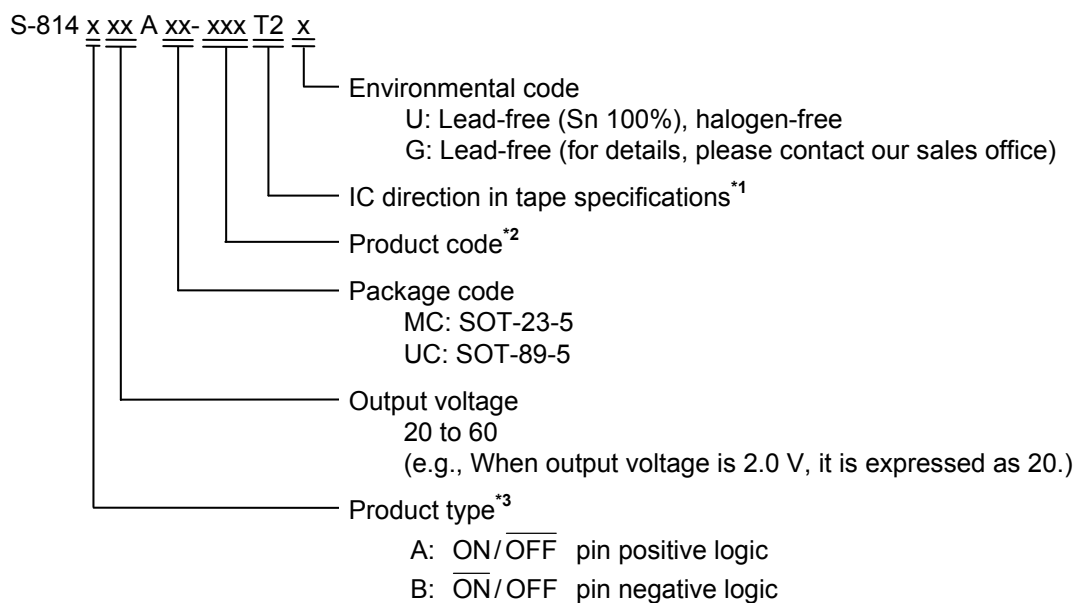 S-814 x xx A xx- xxx T2 x
Environmental code
U: Lead-free (Sn 100%), halogen-free
G: Lead-free (for details, please contact our sales office)
IC direction in tape specifications*1
Product code*2
Package code
MC: SOT-23-5
UC: SOT-89-5
Output voltage
20 to 60
(e.g., When output voltage is 2.0 V, it is expressed as 20.)
Product type*3
A: ON/O̅F̅F̅ pin positive logic
B: O̅N̅/OFF pin negative logic